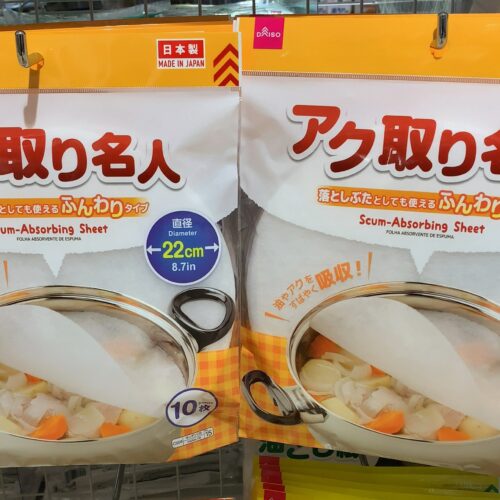 日本製
MADE IN JAPAN
取り名人
としても使えるふんわりタイプ
um-Absorbing Sheet
FOLHA ABSORVENTE DE ESPUMA
直径
Diameter
22cm
8.7in
10枚
DAISO
アク取り名
落としぶたとしても使えるふんわり
Scum-Absorbing Sheet
FOLHA ABSORVENTE DE ESPUMA
油やアクを
すばやく
吸収!